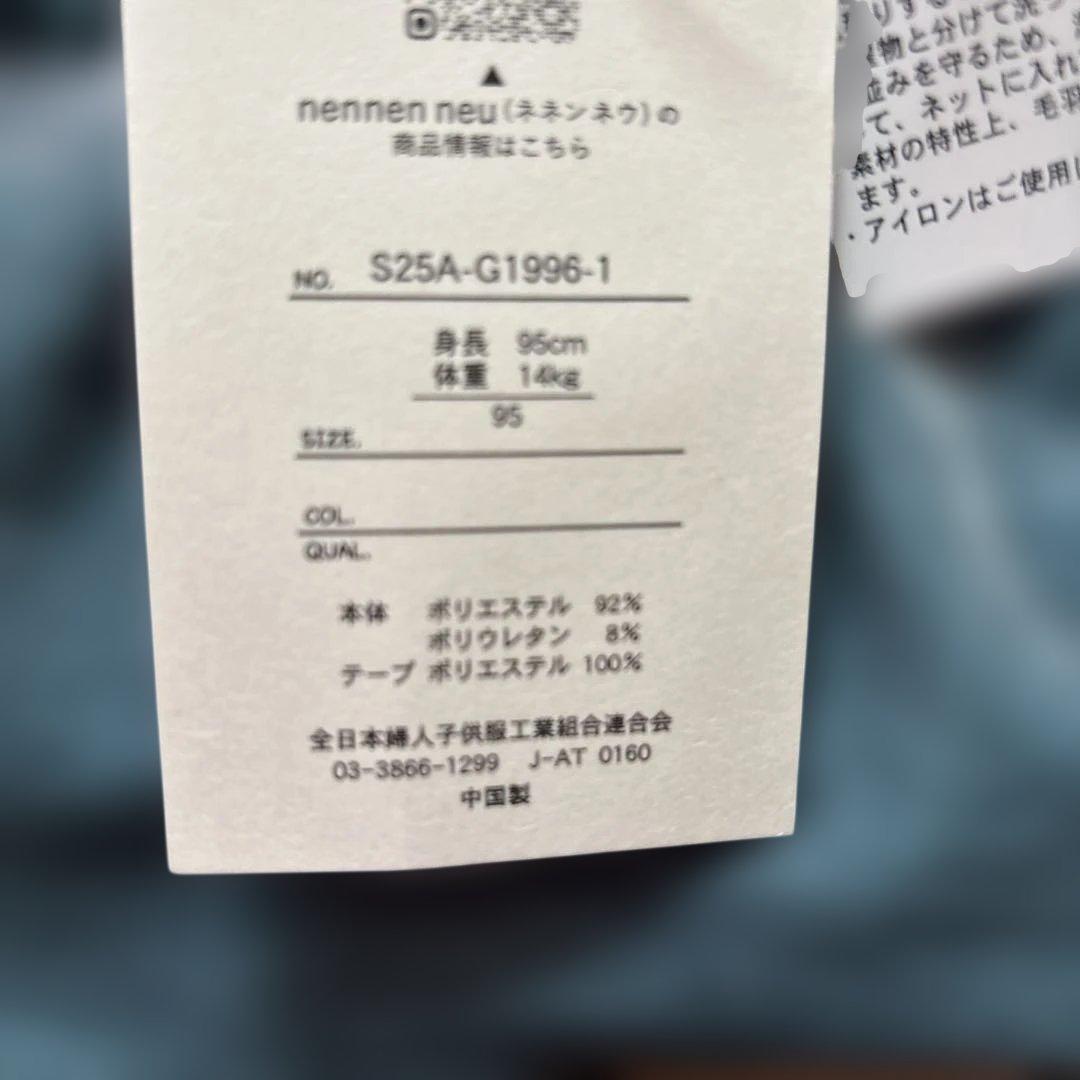 ▲
nennen neu(ネネンネウ)の
商品情報はこちら
NO. S25A-G1996-1
身長 95cm
体重 14kg
95
SIZE.
COL.
QUAL.
本体 ポリエステル 92%
ポリウレタン 8%
テープ ポリエステル 100%
全日本婦人子供服工業組合連合会
03-3866-1299 J-AT 0160
中国製
りする
物と分けて洗
並みを守るため、
て、ネットに入れ
素材の特性上、毛羽
ます。
・アイロンはご使用